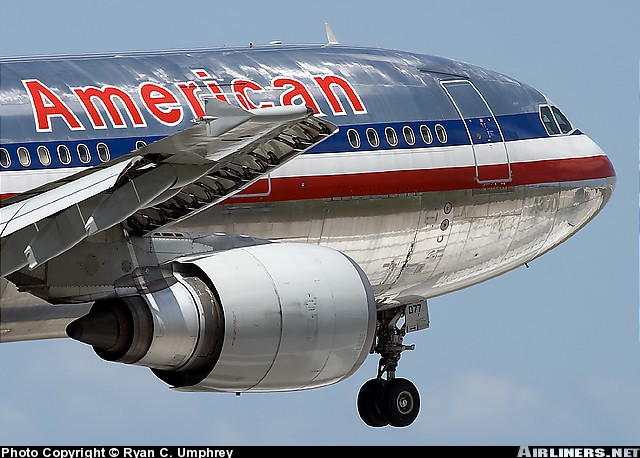 American
077
Photo Copyright © Ryan C. Umphrey
AIRLINERS.NET